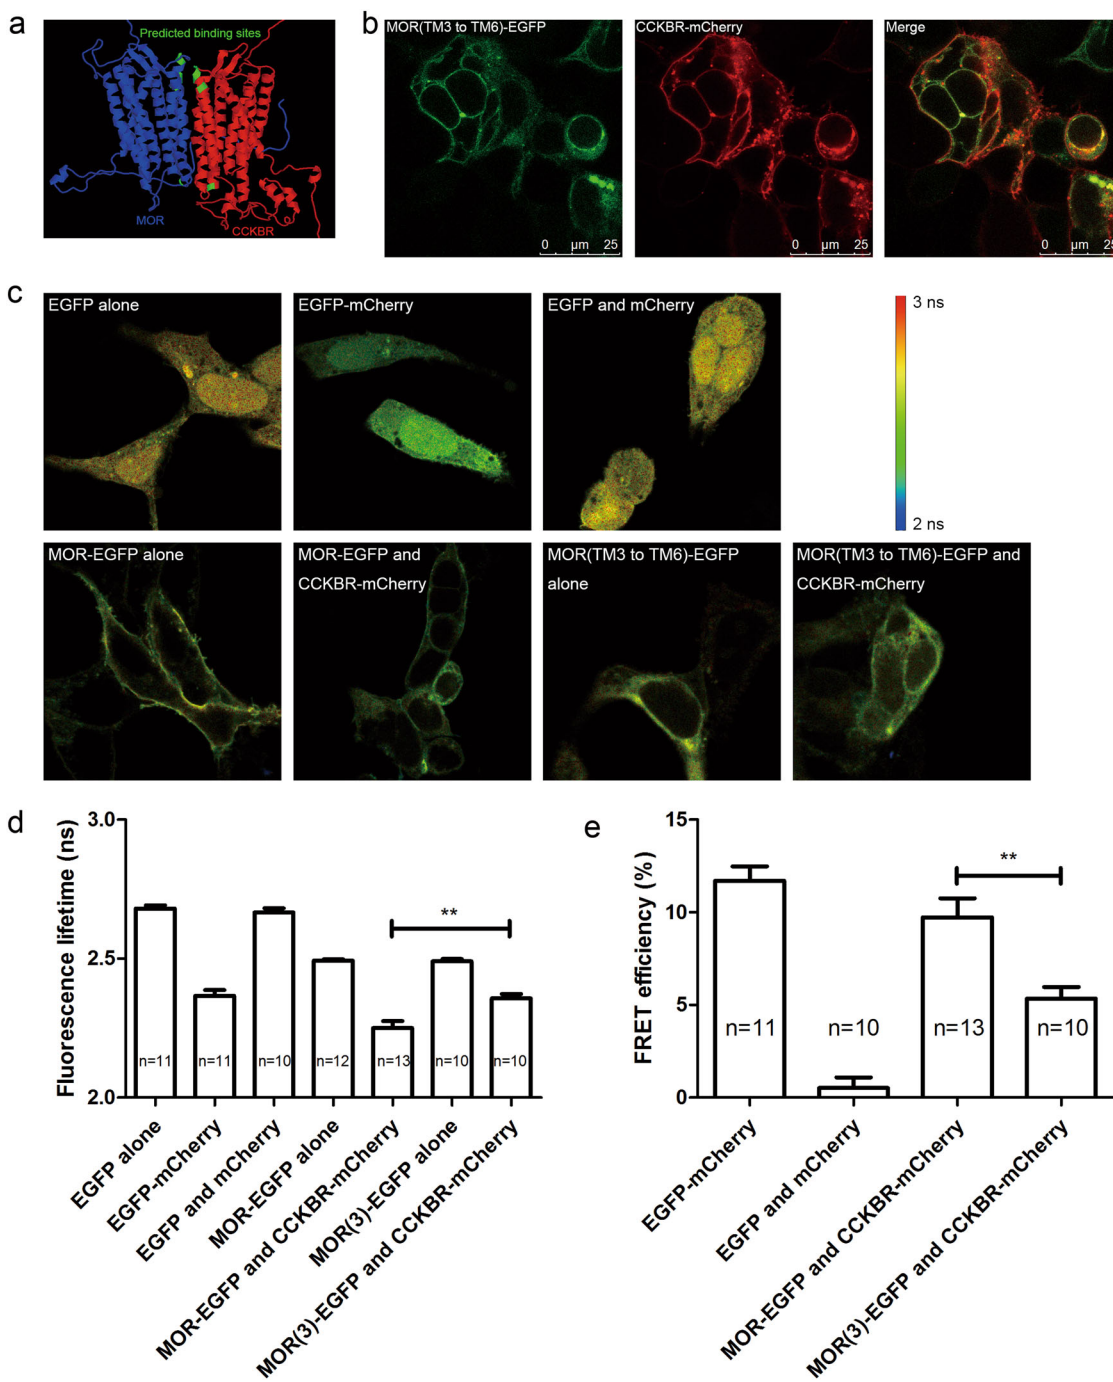 a
Predicted binding sites
MOR
CCKBR
b
MOR(TM3 to TM6)-EGFP
0 μm 25
CCKBR-mCherry
0 μm 25
Merge
0 μm 25
c
EGFP alone
EGFP-mCherry
EGFP and mCherry
3 ns
2 ns
MOR-EGFP alone
MOR-EGFP and
CCKBR-mCherry
MOR(TM3 to TM6)-EGFP
alone
MOR(TM3 to TM6)-EGFP and
CCKBR-mCherry
d
Fluorescence lifetime (ns)
3.0
2.5
2.0
**
n=11
n=11
n=10
n=12
n=13
n=10
n=10
EGFP alone
EGFP-mCherry
EGFP and mCherry
MOR-EGFP alone
MOR-EGFP and CCKBR-mCherry
MOR(3)-EGFP alone
MOR(3)-EGFP and CCKBR-mCherry
e
FRET efficiency (%)
15
10
5
0
**
n=11
n=10
n=13
n=10
EGFP-mCherry
EGFP and mCherry
MOR-EGFP and CCKBR-mCherry
MOR(3)-EGFP and CCKBR-mCherry